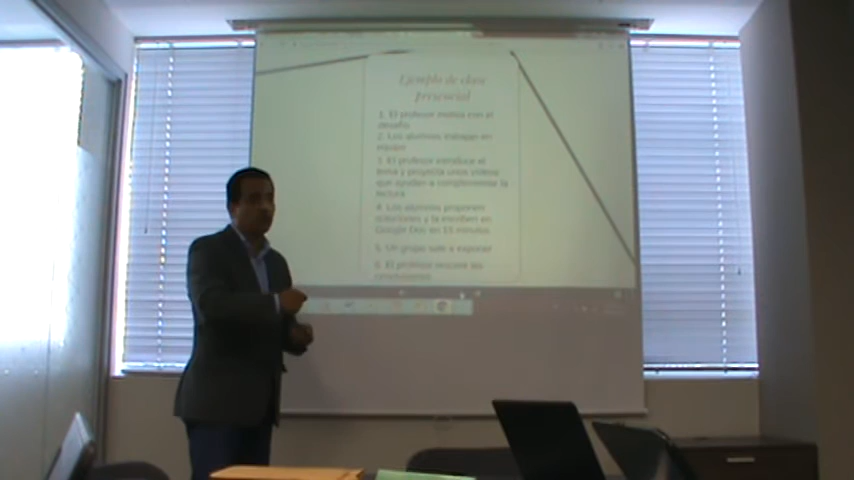 Ejemplo de clase
presencial
1. El profesor motiva con el
desafío
2. Los alumnos trabajan en
equipo
3. El profesor introduce el
tema y proyecta unos videos
que ayudan a complementar la
lectura
4. Los alumnos proponen
soluciones y la escriben en
Google Doc en 15 minutos.
5. Un grupo sale a exponer
6. El profesor resume las
conclusiones